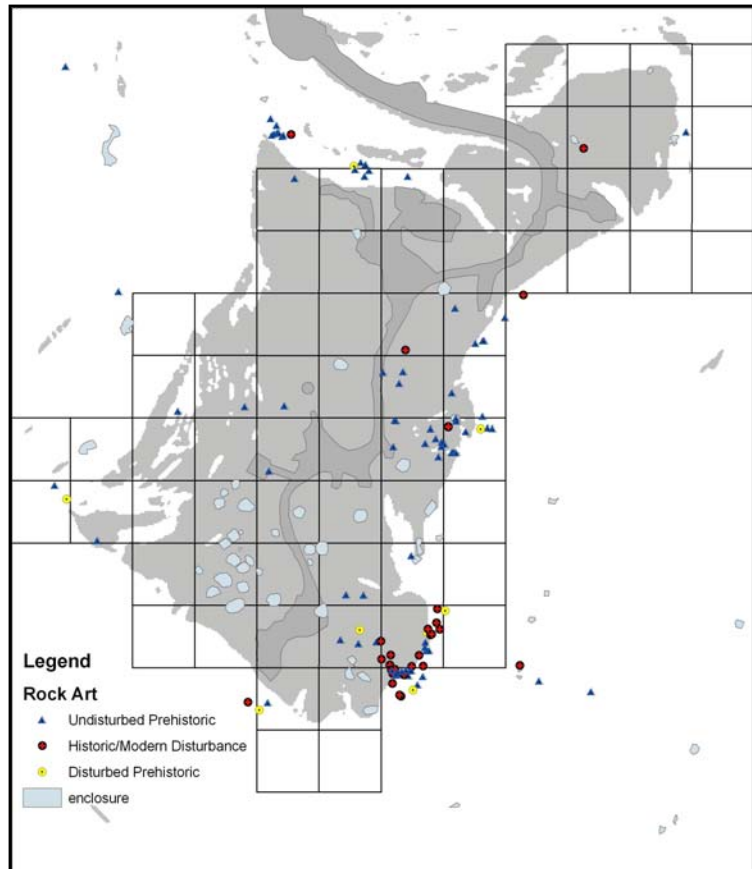 Legend
Rock Art
Undisturbed Prehistoric
Historic/Modern Disturbance
Disturbed Prehistoric
enclosure